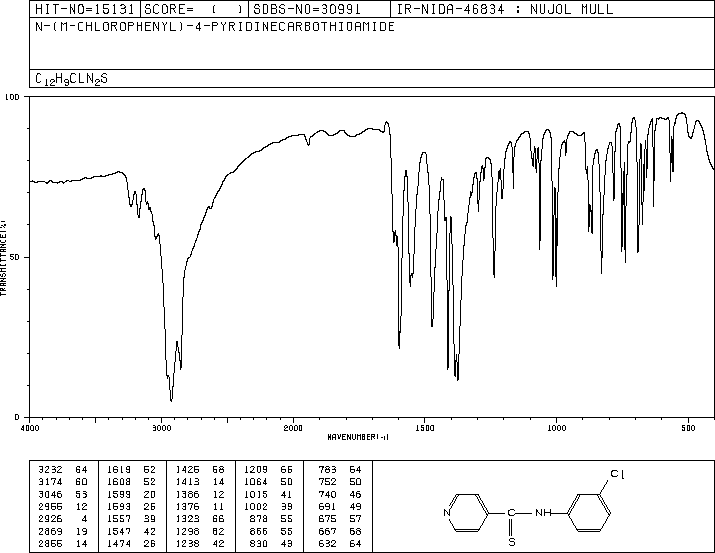 HIT-NO=15131 SCORE= ( ) SDBS-NO=30991 IR-NIDA-46834 : NUJOL MULL
N-(M-CHLOROPHENYL)-4-PYRIDINECARBOTHIOAMIDE
C12H9CLN2S
100
TRANSMITTANCE(%)
50
0
4000 3000 2000 1500 1000 500
WAVENUMBER(-1)
3232 64 1619 52 1426 58 1209 66 783 64
3174 60 1608 52 1413 14 1064 50 752 50
3046 53 1599 20 1386 12 1015 41 740 46
2955 12 1593 26 1376 11 1002 39 691 49
2926 4 1557 39 1323 66 878 55 675 57
2869 19 1547 42 1298 62 866 55 667 58
2855 14 1474 26 1238 42 830 43 632 64
Cl
N C NH
S